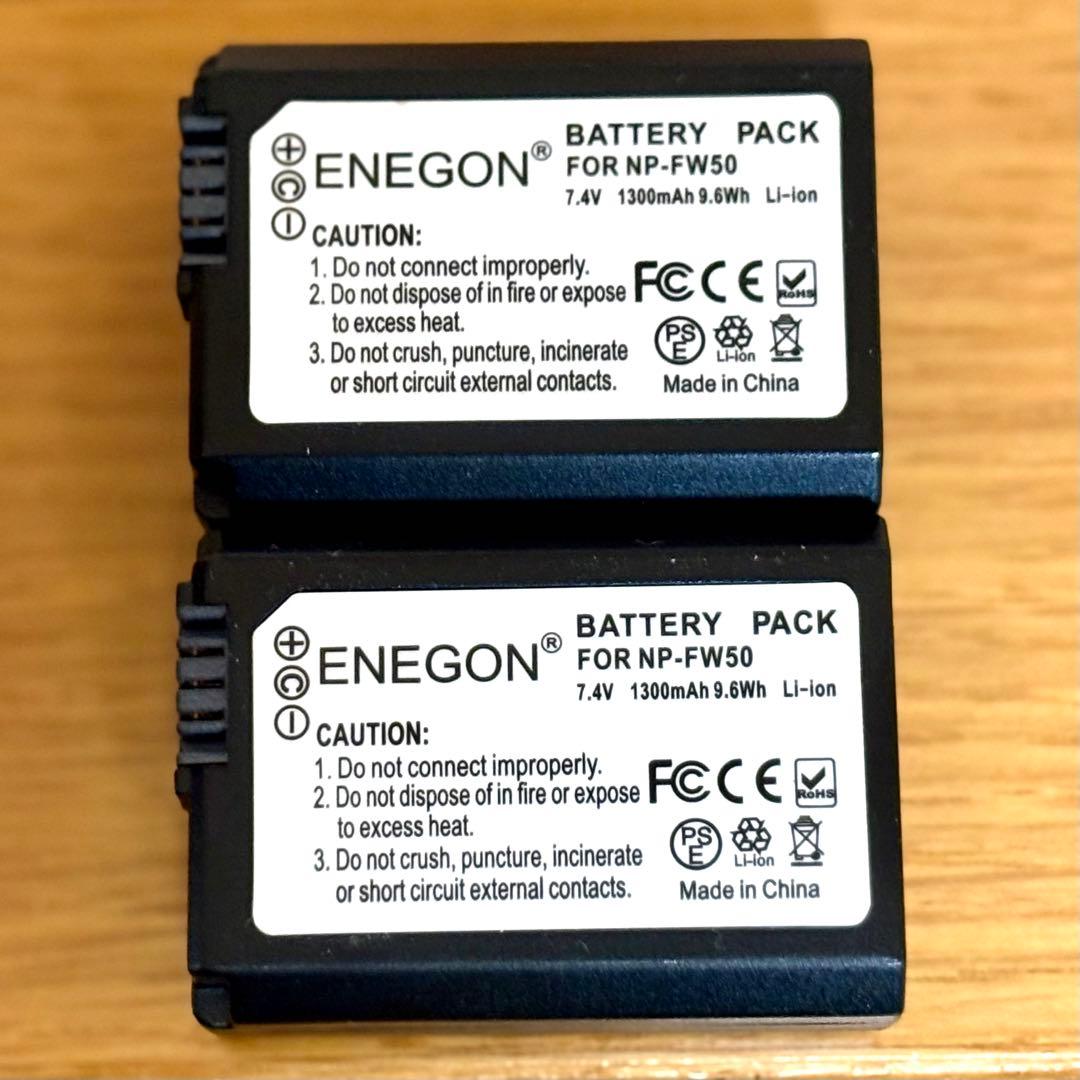 ENEGON®
BATTERY PACK
FOR NP-FW50
7.4V 1300mAh 9.6Wh Li-ion
+
C
−
CAUTION:
1. Do not connect improperly.
2. Do not dispose of in fire or expose
to excess heat.
3. Do not crush, puncture, incinerate
or short circuit external contacts.
FC CE RoHS
PSE Li-ion
Made in China
ENEGON®
BATTERY PACK
FOR NP-FW50
7.4V 1300mAh 9.6Wh Li-ion
+
C
−
CAUTION:
1. Do not connect improperly.
2. Do not dispose of in fire or expose
to excess heat.
3. Do not crush, puncture, incinerate
or short circuit external contacts.
FC CE RoHS
PSE Li-ion
Made in China